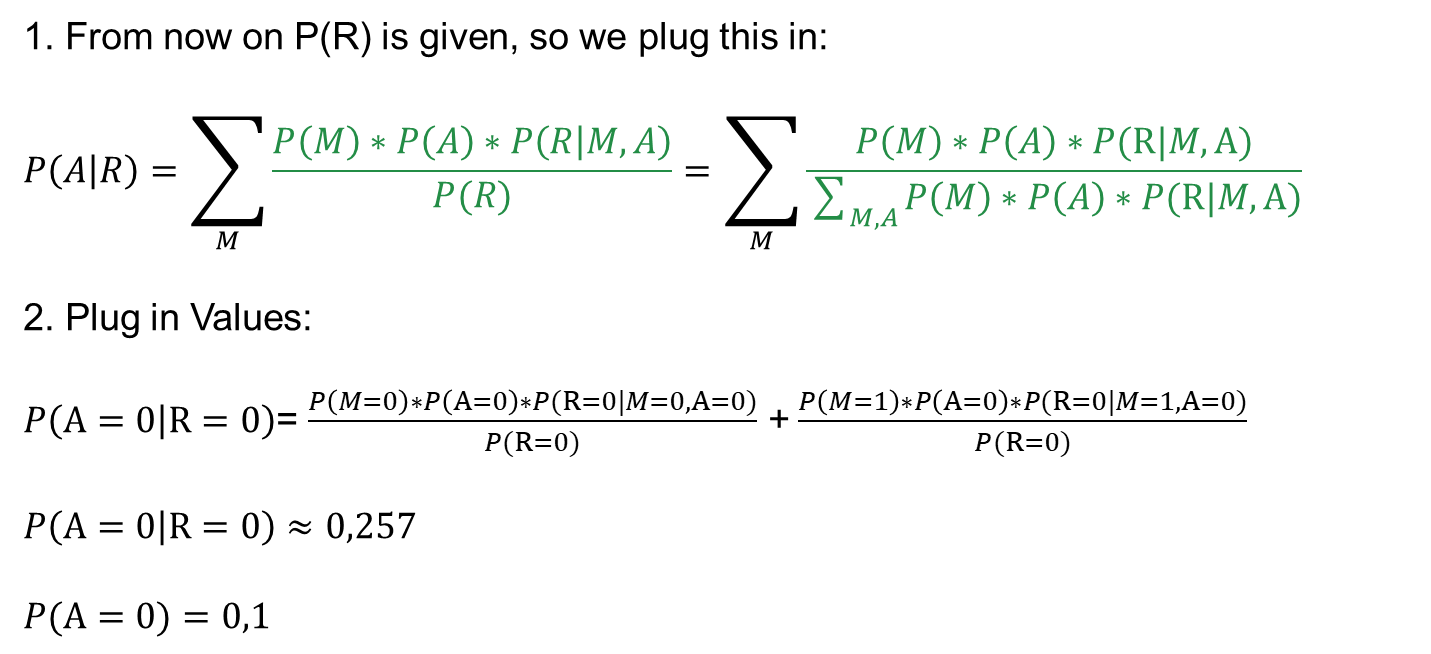 1. From now on P(R) is given, so we plug this in:
P(A|R) = ∑_M (P(M) ∗ P(A) ∗ P(R|M, A)) / (P(R)) = ∑_M (P(M) ∗ P(A) ∗ P(R|M, A)) / (∑_{M,A} P(M) ∗ P(A) ∗ P(R|M, A))
2. Plug in Values:
P(A = 0|R = 0)= (P(M=0)∗P(A=0)∗P(R=0|M=0,A=0)) / (P(R=0)) + (P(M=1)∗P(A=0)∗P(R=0|M=1,A=0)) / (P(R=0))
P(A = 0|R = 0) ≈ 0,257
P(A = 0) = 0,1